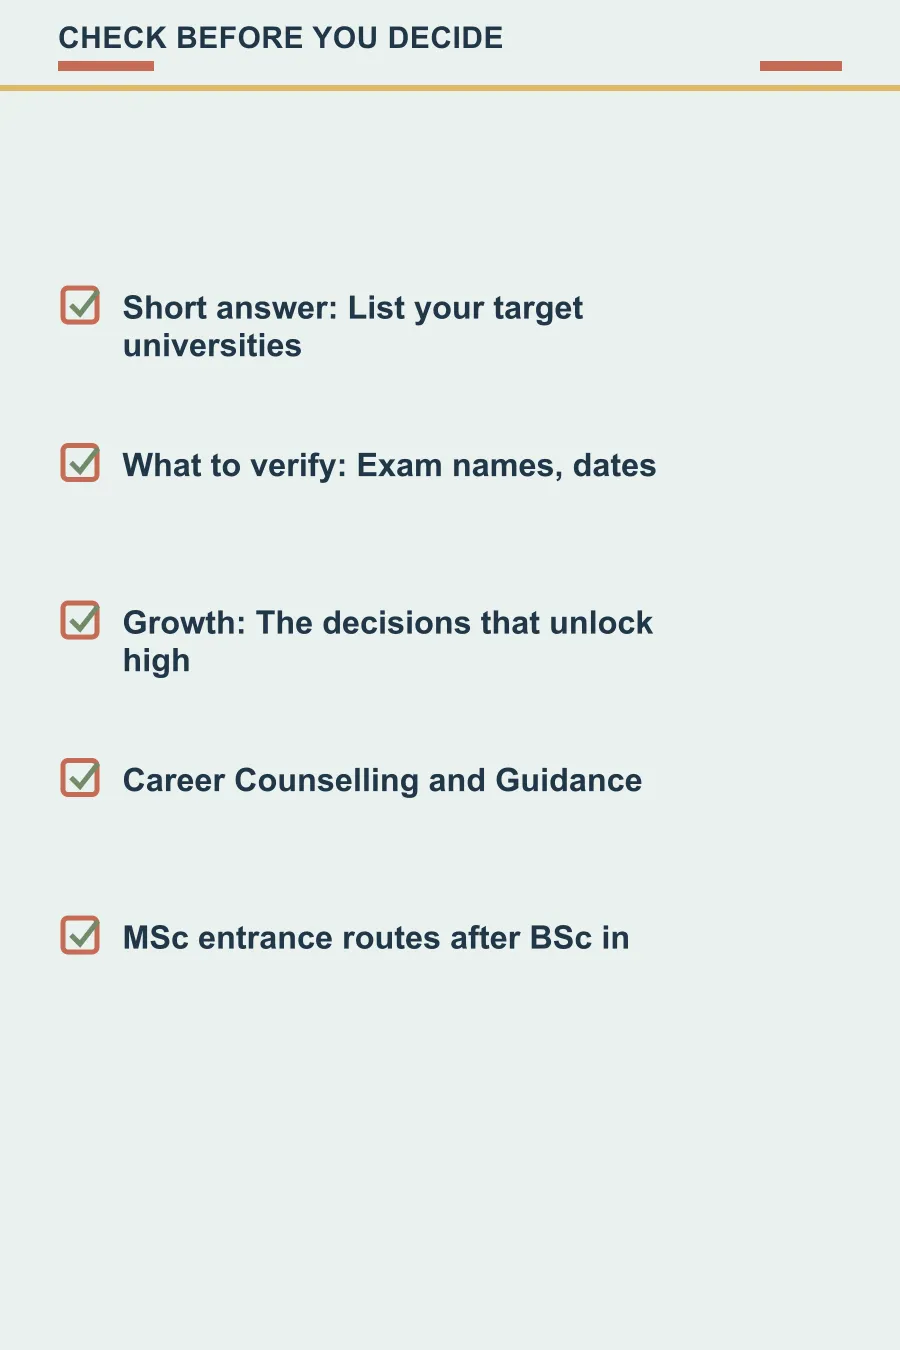 CHECK BEFORE YOU DECIDE
Short answer: List your target
universities
What to verify: Exam names, dates
Growth: The decisions that unlock
high
Career Counselling and Guidance
MSc entrance routes after BSc in